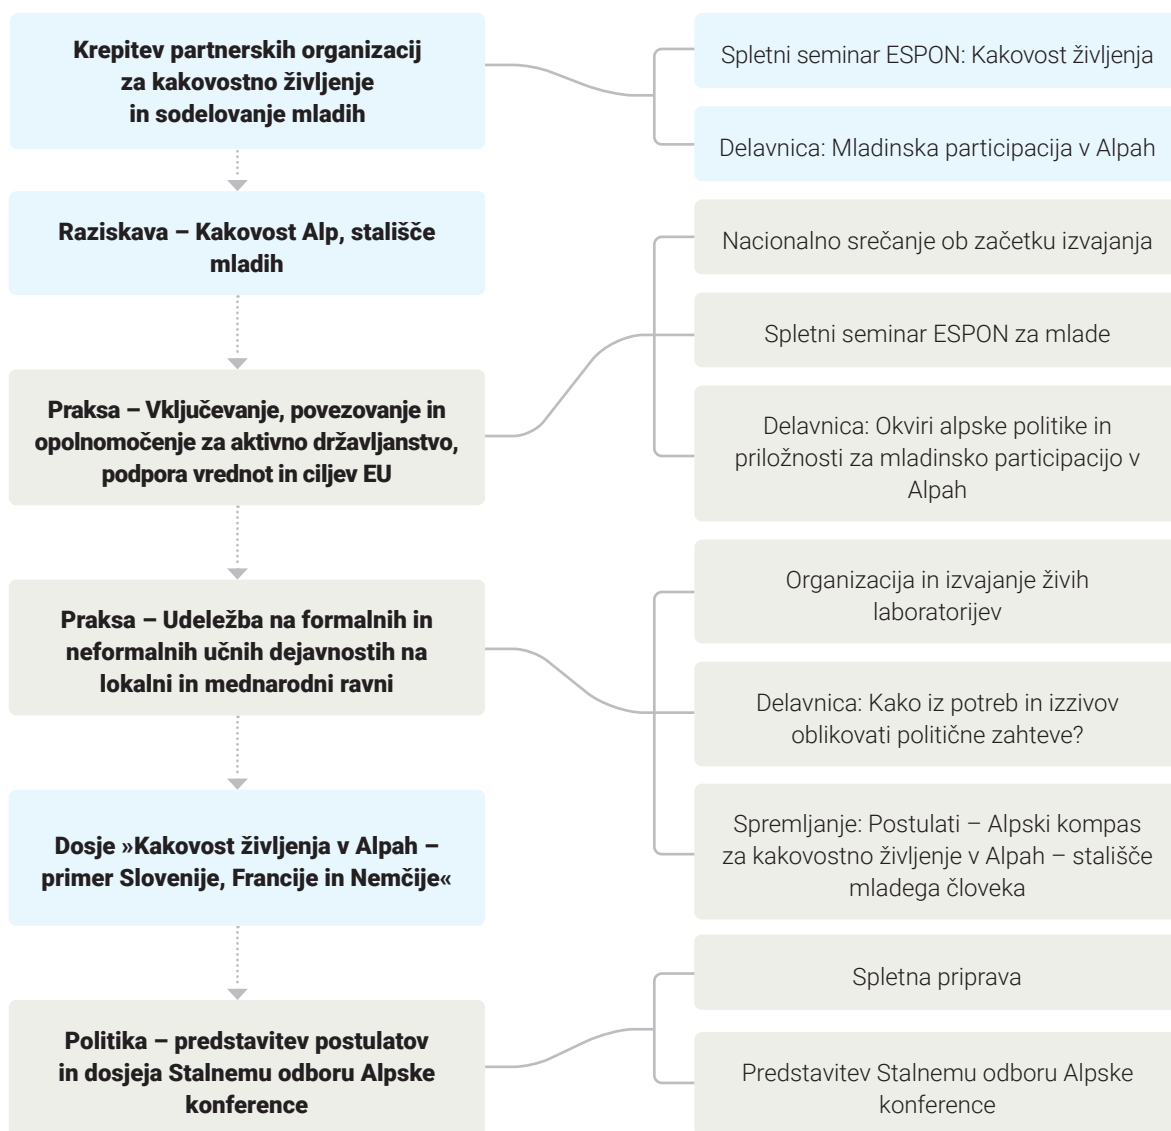 Krepitev partnerskih organizacij
za kakovostno življenje
in sodelovanje mladih
Spletni seminar ESPON: Kakovost življenja
Delavnica: Mladinska participacija v Alpah
Raziskava – Kakovost Alp, stališče
mladih
Praksa – Vključevanje, povezovanje in
opolnomočenje za aktivno državljanstvo,
podpora vrednot in ciljev EU
Nacionalno srečanje ob začetku izvajanja
Spletni seminar ESPON za mlade
Delavnica: Okviri alpske politike in
priložnosti za mladinsko participacijo v
Alpah
Praksa – Udeležba na formalnih in
neformalnih učnih dejavnostih na
lokalni in mednarodni ravni
Organizacija in izvajanje živih
laboratorijev
Delavnica: Kako iz potreb in izzivov
oblikovati politične zahteve?
Spremljanje: Postulati – Alpski kompas
za kakovostno življenje v Alpah – stališče
mladega človeka
Dosje »Kakovost življenja v Alpah –
primer Slovenije, Francije in Nemčije«
Politika – predstavitev postulatov
in dosjeja Stalnemu odboru Alpske
konference
Spletna priprava
Predstavitev Stalnemu odboru Alpske
konference